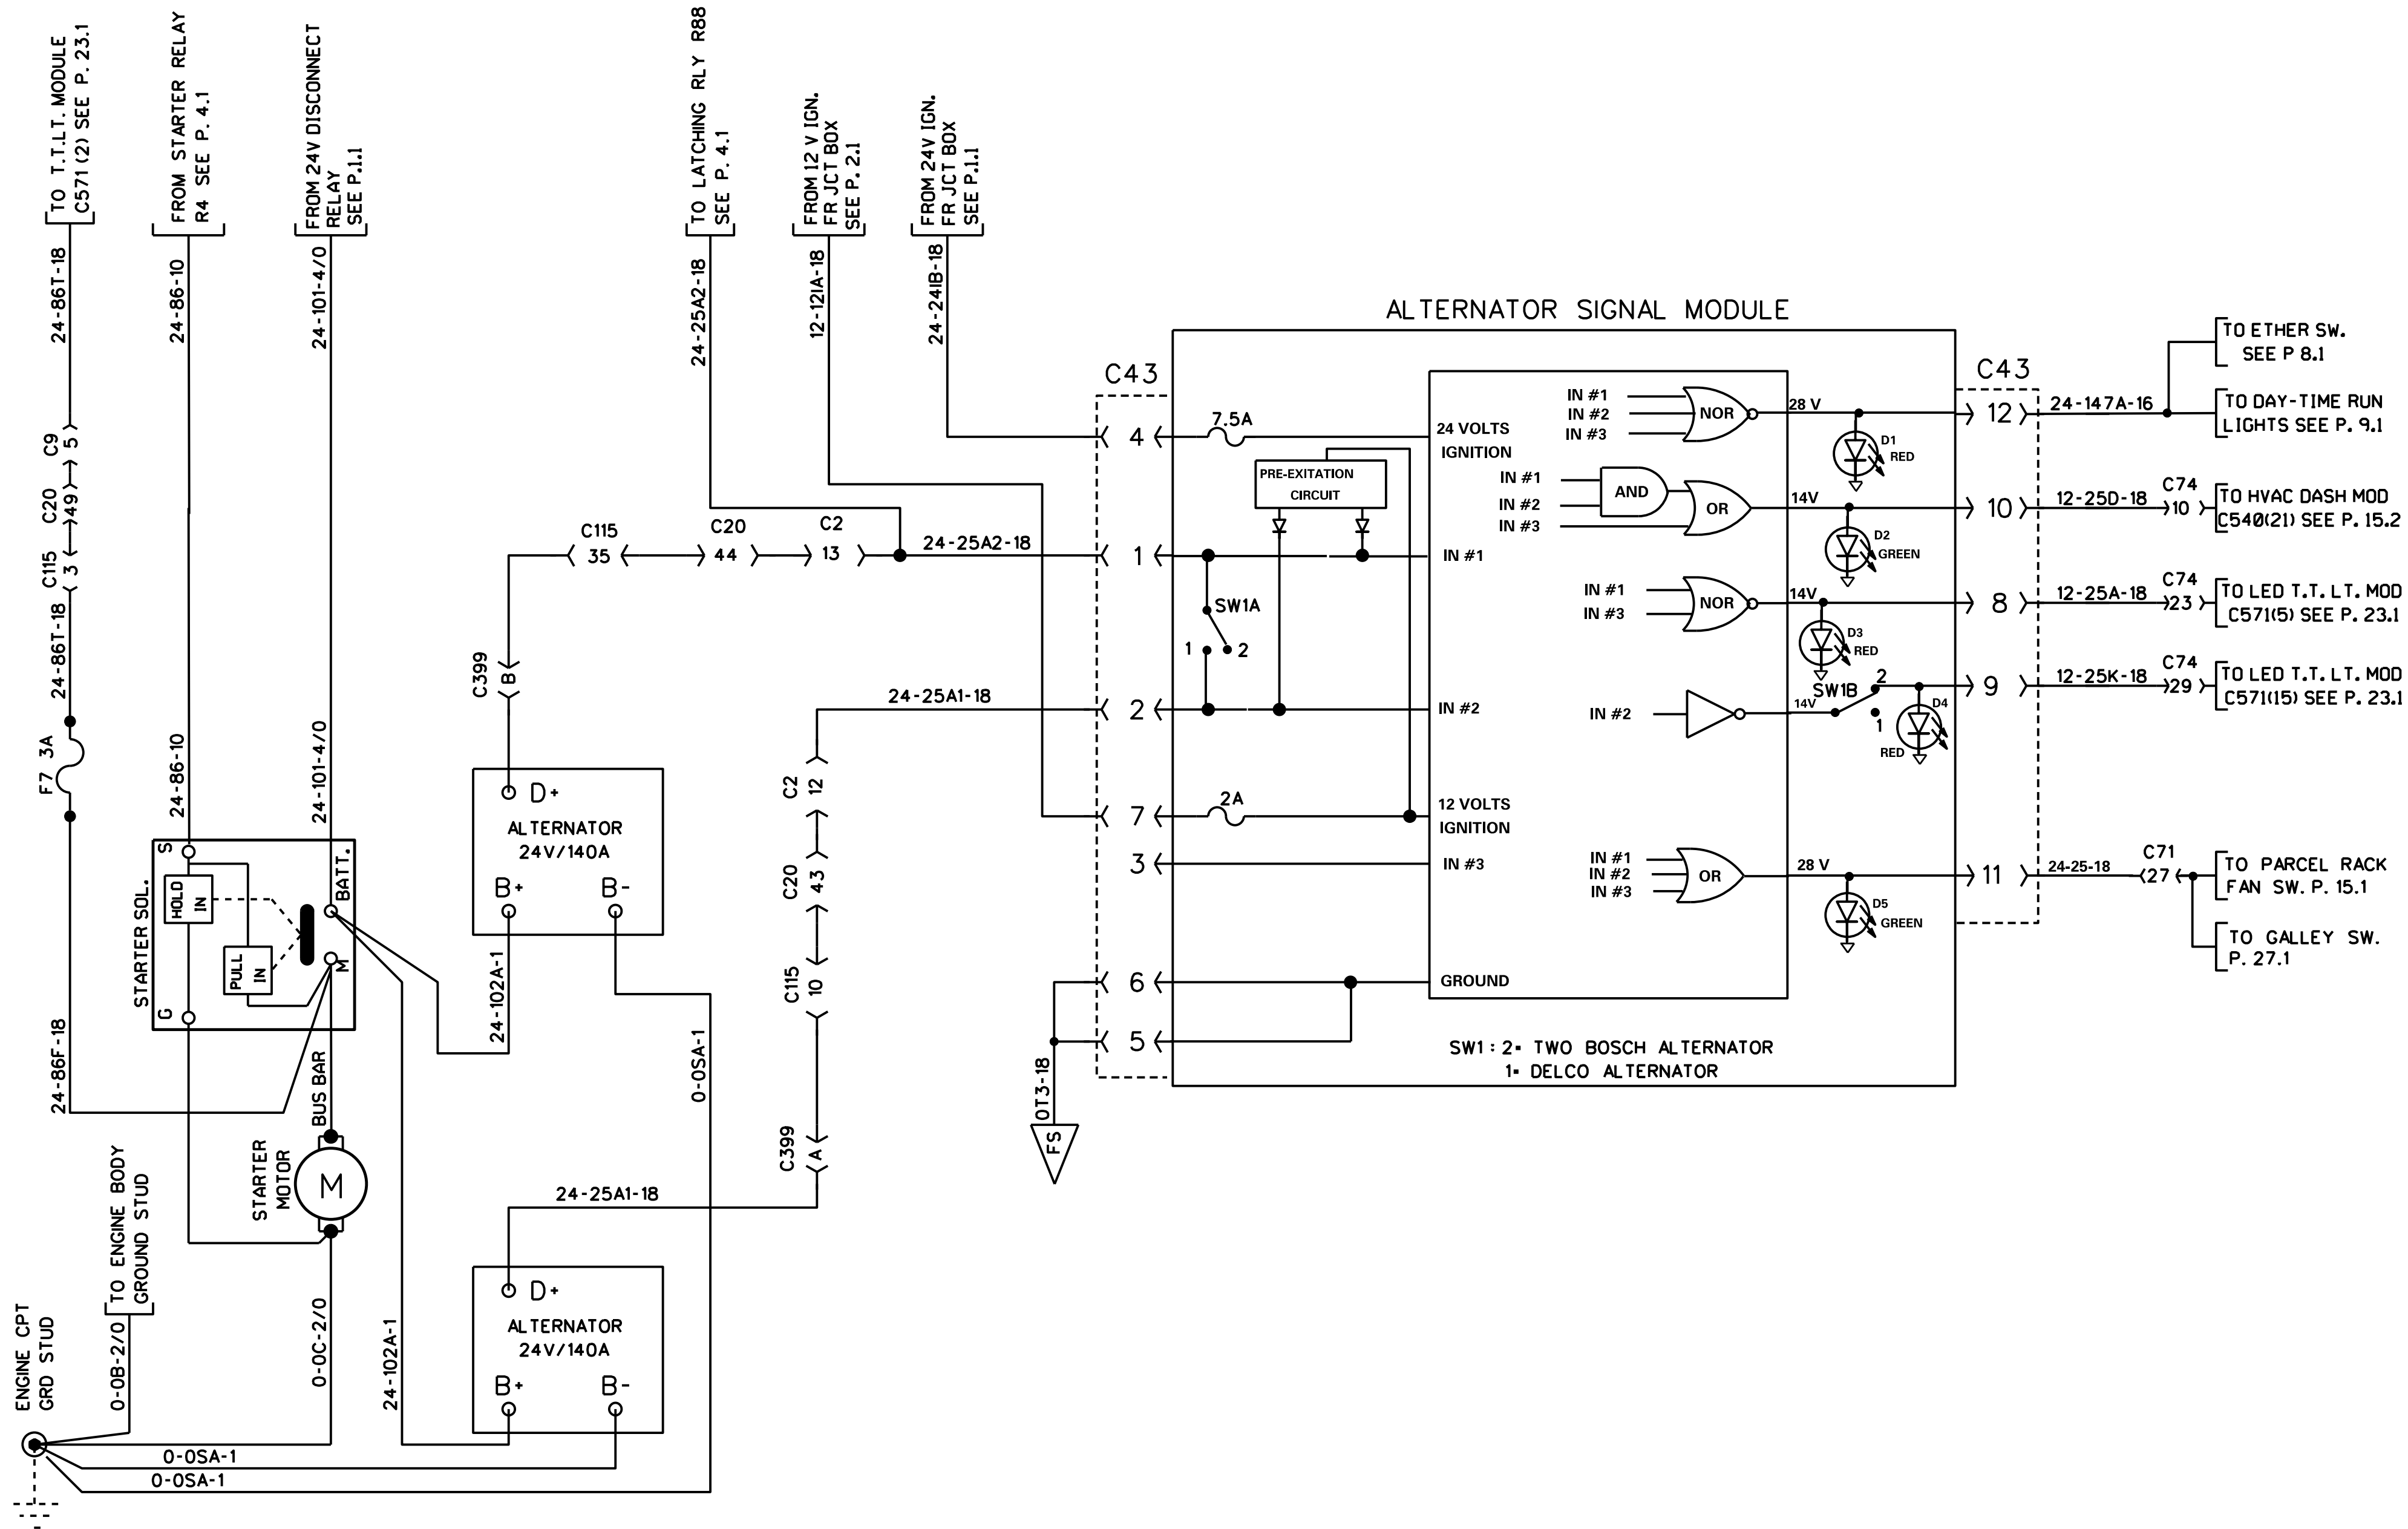 TO T.T.LT. MODULE
C571 (2) SEE P. 23.1
FROM STARTER RELAY
R4 SEE P. 4.1
FROM 24V DISCONNECT
RELAY
SEE P.1.1
TO LATCHING RLY R88
SEE P. 4.1
FROM 12 V IGN.
FR JCT BOX
SEE P. 2.1
FROM 24V IGN.
FR JCT BOX
SEE P.1.1
24-86T-18
24-86-10
24-101-4/0
24-25A2-18
12-12IA-18
24-24IB-18
C9
5
C20
49
C115
3
24-86T-18
F7 3A
24-86-10
24-101-4/0
STARTER SOL.
S
HOLD
IN
PULL
IN
BATT.
M
G
24-86F-18
BUS BAR
STARTER
MOTOR
M
TO ENGINE BODY
GROUND STUD
ENGINE CPT
GRD STUD
0-0B-2/0
0-0C-2/0
24-102A-1
0-0SA-1
0-0SA-1
C115
35
C20
44
C2
13
24-25A2-18
C399
B
D+
ALTERNATOR
24V/140A
B+
B-
24-102A-1
0-0SA-1
24-25A1-18
C2
12
C20
43
C115
10
C399
A
24-25A1-18
D+
ALTERNATOR
24V/140A
B+
B-
ALTERNATOR SIGNAL MODULE
C43
4
1
2
7
3
6
5
0T3-18
FS
7.5A
PRE-EXITATION
CIRCUIT
SW1A
1
2
2A
24 VOLTS
IGNITION
IN #1
IN #2
12 VOLTS
IGNITION
IN #3
GROUND
IN #1
IN #2
IN #3
NOR
28 V
D1
RED
IN #1
IN #2
IN #3
AND
OR
14V
D2
GREEN
IN #1
IN #3
NOR
14V
D3
RED
IN #2
14V
SW1B
2
1
D4
RED
IN #1
IN #2
IN #3
OR
28 V
D5
GREEN
SW1 : 2= TWO BOSCH ALTERNATOR
1= DELCO ALTERNATOR
C43
12
24-147A-16
TO ETHER SW.
SEE P 8.1
TO DAY-TIME RUN
LIGHTS SEE P. 9.1
10
12-25D-18
C74
10
TO HVAC DASH MOD
C540(21) SEE P. 15.2
8
12-25A-18
C74
23
TO LED T.T. LT. MOD
C571(5) SEE P. 23.1
9
12-25K-18
C74
29
TO LED T.T. LT. MOD
C571(15) SEE P. 23.1
11
24-25-18
C71
27
TO PARCEL RACK
FAN SW. P. 15.1
TO GALLEY SW.
P. 27.1